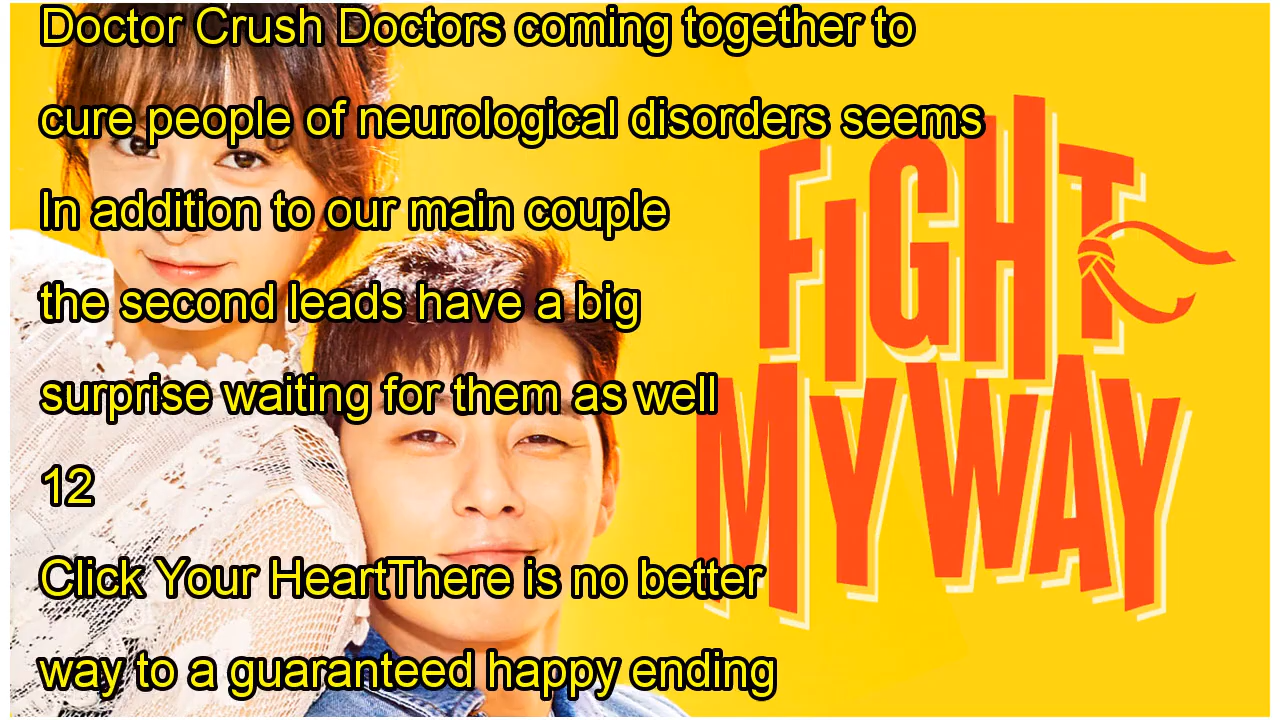 Doctor Crush Doctors coming together to
cure people of neurological disorders seems
In addition to our main couple
the second leads have a big
surprise waiting for them as well
12
Click Your HeartThere is no better
way to a guaranteed happy ending
FIGHT
MY WAY